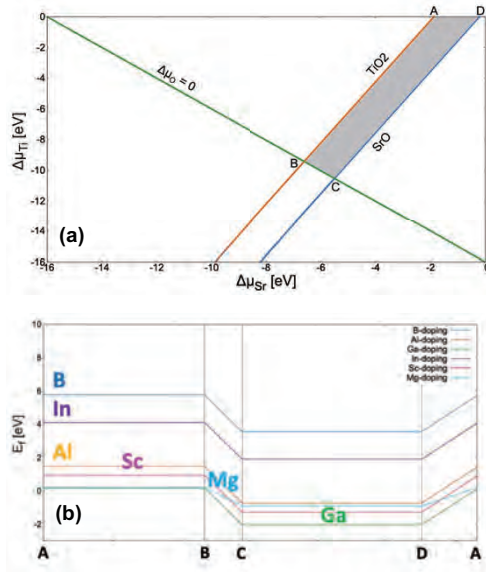 A D
0
-2
-4
-6
-8
-10
-12
-14
-16
Δμ_Ti [eV]
Δμ_O = 0
TiO2
SrO
B
C
(a)
-16 -14 -12 -10 -8 -6 -4 -2 0
Δμ_Sr [eV]
10
8
6
4
2
0
-2
E_f [eV]
B-doping
Al-doping
Ga-doping
In-doping
Sc-doping
Mg-doping
B
In
Al
Sc
Mg
Ga
(b)
A B C D A